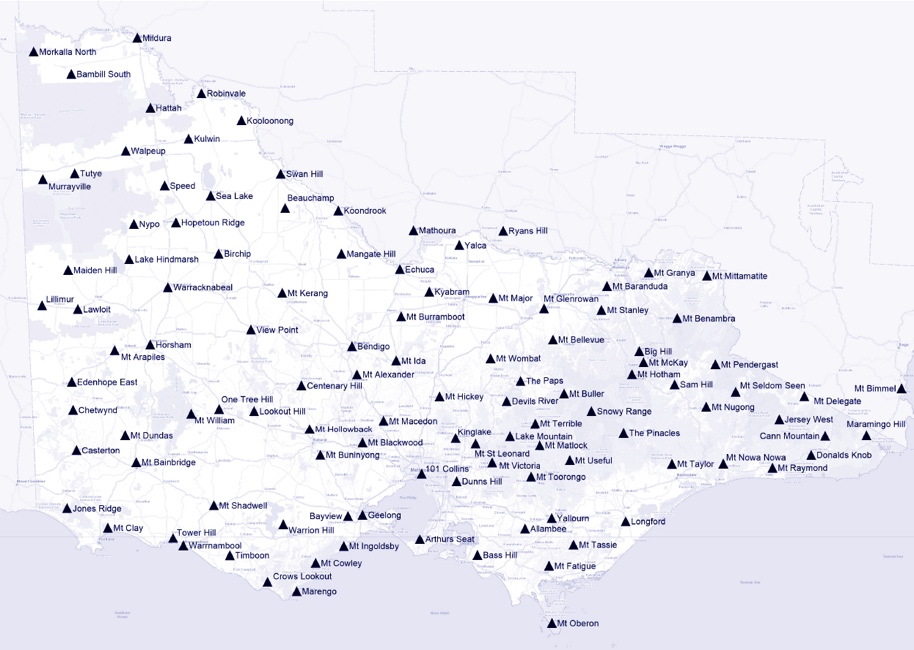 Mildura
Morkalla North
Bambill South
Robinvale
Hattah
Kooloonong
Kulwin
Walpeup
Tutye
Swan Hill
Murrayville
Speed
Sea Lake
Beauchamp
Koondrook
Nypo
Hopetoun Ridge
Mathoura
Ryans Hill
Yalca
Lake Hindmarsh
Birchip
Mangate Hill
Maiden Hill
Echuca
Mt Granya
Mt Mittamatite
Warracknabeal
Mt Kerang
Kyabram
Mt Major
Mt Baranduda
Lillimur
Lawloit
Mt Glenrowan
Mt Stanley
Mt Burramboot
Mt Benambra
View Point
Mt Bellevue
Horsham
Mt Arapiles
Bendigo
Big Hill
Mt Ida
Mt Wombat
Mt McKay
Mt Pendergast
Mt Alexander
Mt Hotham
Edenhope East
Centenary Hill
The Paps
Sam Hill
Mt Seldom Seen
Mt Bimmel
Mt Hickey
Devils River
Mt Buller
Mt Delegate
One Tree Hill
Chetwynd
Mt William
Lookout Hill
Snowy Range
Mt Nugong
Mt Macedon
Mt Terrible
Jersey West
Maramingo Hill
Mt Hollowback
Kinglake
Lake Mountain
The Pinacles
Mt Dundas
Cann Mountain
Mt Blackwood
Mt Matlock
Casterton
Mt Buninyong
Mt St Leonard
Donalds Knob
Mt Bainbridge
Mt Victoria
Mt Useful
Mt Taylor
Mt Nowa Nowa
Mt Raymond
101 Collins
Dunns Hill
Mt Toorongo
Jones Ridge
Mt Shadwell
Bayview
Geelong
Yallourn
Longford
Mt Clay
Warrion Hill
Allambee
Tower Hill
Warrnambool
Arthurs Seat
Mt Ingoldsby
Mt Tassie
Timboon
Bass Hill
Mt Cowley
Mt Fatigue
Crows Lookout
Marengo
Mt Oberon